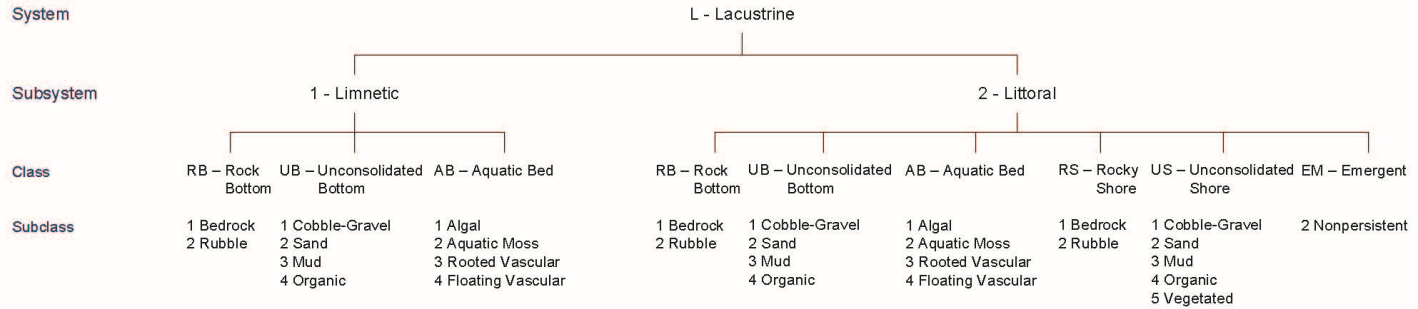 System L - Lacustrine
Subsystem 1 - Limnetic 2 - Littoral
Class RB – Rock Bottom UB – Unconsolidated Bottom AB – Aquatic Bed RB – Rock Bottom UB – Unconsolidated Bottom AB – Aquatic Bed RS – Rocky Shore US – Unconsolidated Shore EM – Emergent
Subclass 1 Bedrock 1 Cobble-Gravel 1 Algal 1 Bedrock 1 Cobble-Gravel 1 Algal 1 Bedrock 1 Cobble-Gravel 2 Nonpersistent
2 Rubble 2 Sand 2 Aquatic Moss 2 Rubble 2 Sand 2 Aquatic Moss 2 Rubble 2 Sand
3 Mud 3 Rooted Vascular 3 Mud 3 Rooted Vascular 3 Mud
4 Organic 4 Floating Vascular 4 Organic 4 Floating Vascular 4 Organic
5 Vegetated